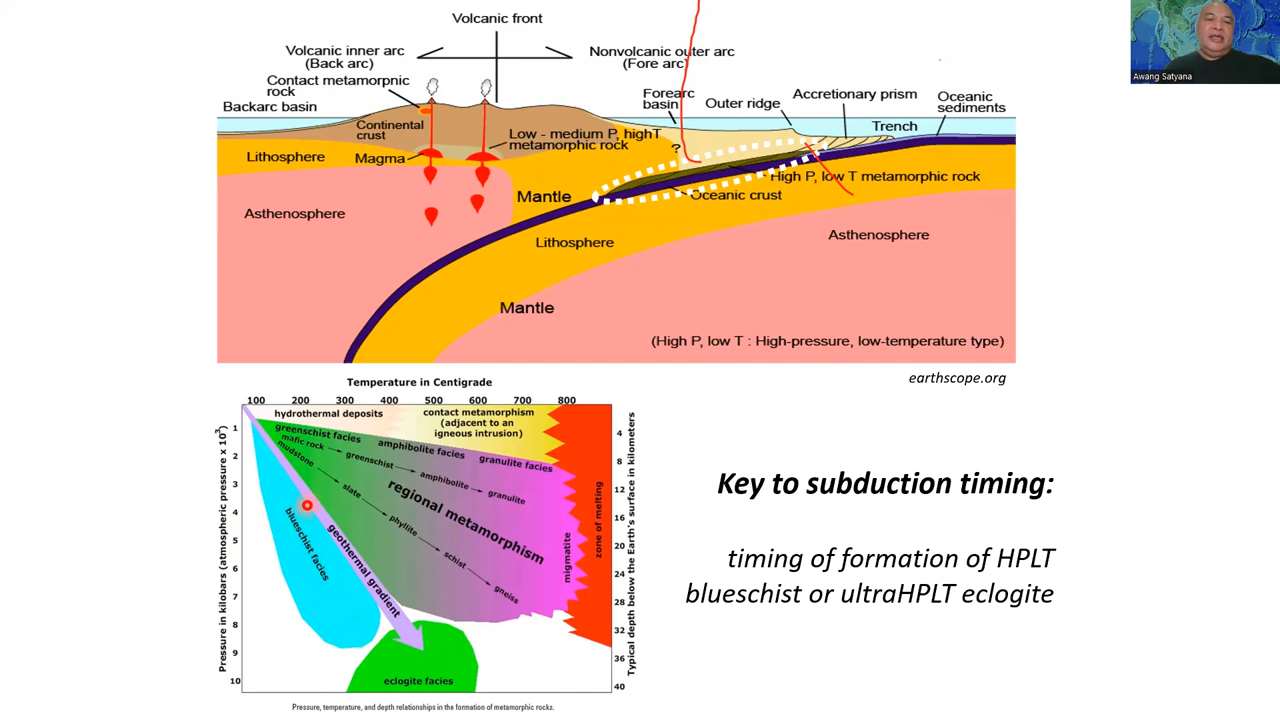 Volcanic front
Volcanic inner arc
(Back arc)
Nonvolcanic outer arc
(Fore arc)
Contact metamorpnic
rock
Backarc basin
Forearc
basin
Outer ridge
Accretionary prism
Oceanic
sediments
Trench
Continental
crust
Low - medium P, highT
metamorphic rock
?
Lithosphere
Magma
High P, low T metamorphic rock
Mantle
Oceanic crust
Asthenosphere
Lithosphere
Asthenosphere
Mantle
(High P, low T : High-pressure, low-temperature type)
earthscope.org
Awang Satyana
Temperature in Centigrade
100 200 300 400 500 600 700 800
hydrothermal deposits
contact metamorphism
(adjacent to an
igneous intrusion)
greenschist facies
amphibolite facies
granulite facies
mafic rock
greenschist
amphibolite
granulite
mudstone
slate
phyllite
schist
gneiss
regional metamorphism
blueschist facies
geothermal gradient
migmatite
zone of melting
eclogite facies
Pressure in kilobars (atmospheric pressure x 10³)
1
2
3
4
5
6
7
8
9
10
Typical depth below the Earth's surface in kilometers
4
8
12
16
20
24
28
32
36
40
Pressure, temperature, and depth relationships in the formation of metamorphic rocks.
Key to subduction timing:
timing of formation of HPLT
blueschist or ultraHPLT eclogite